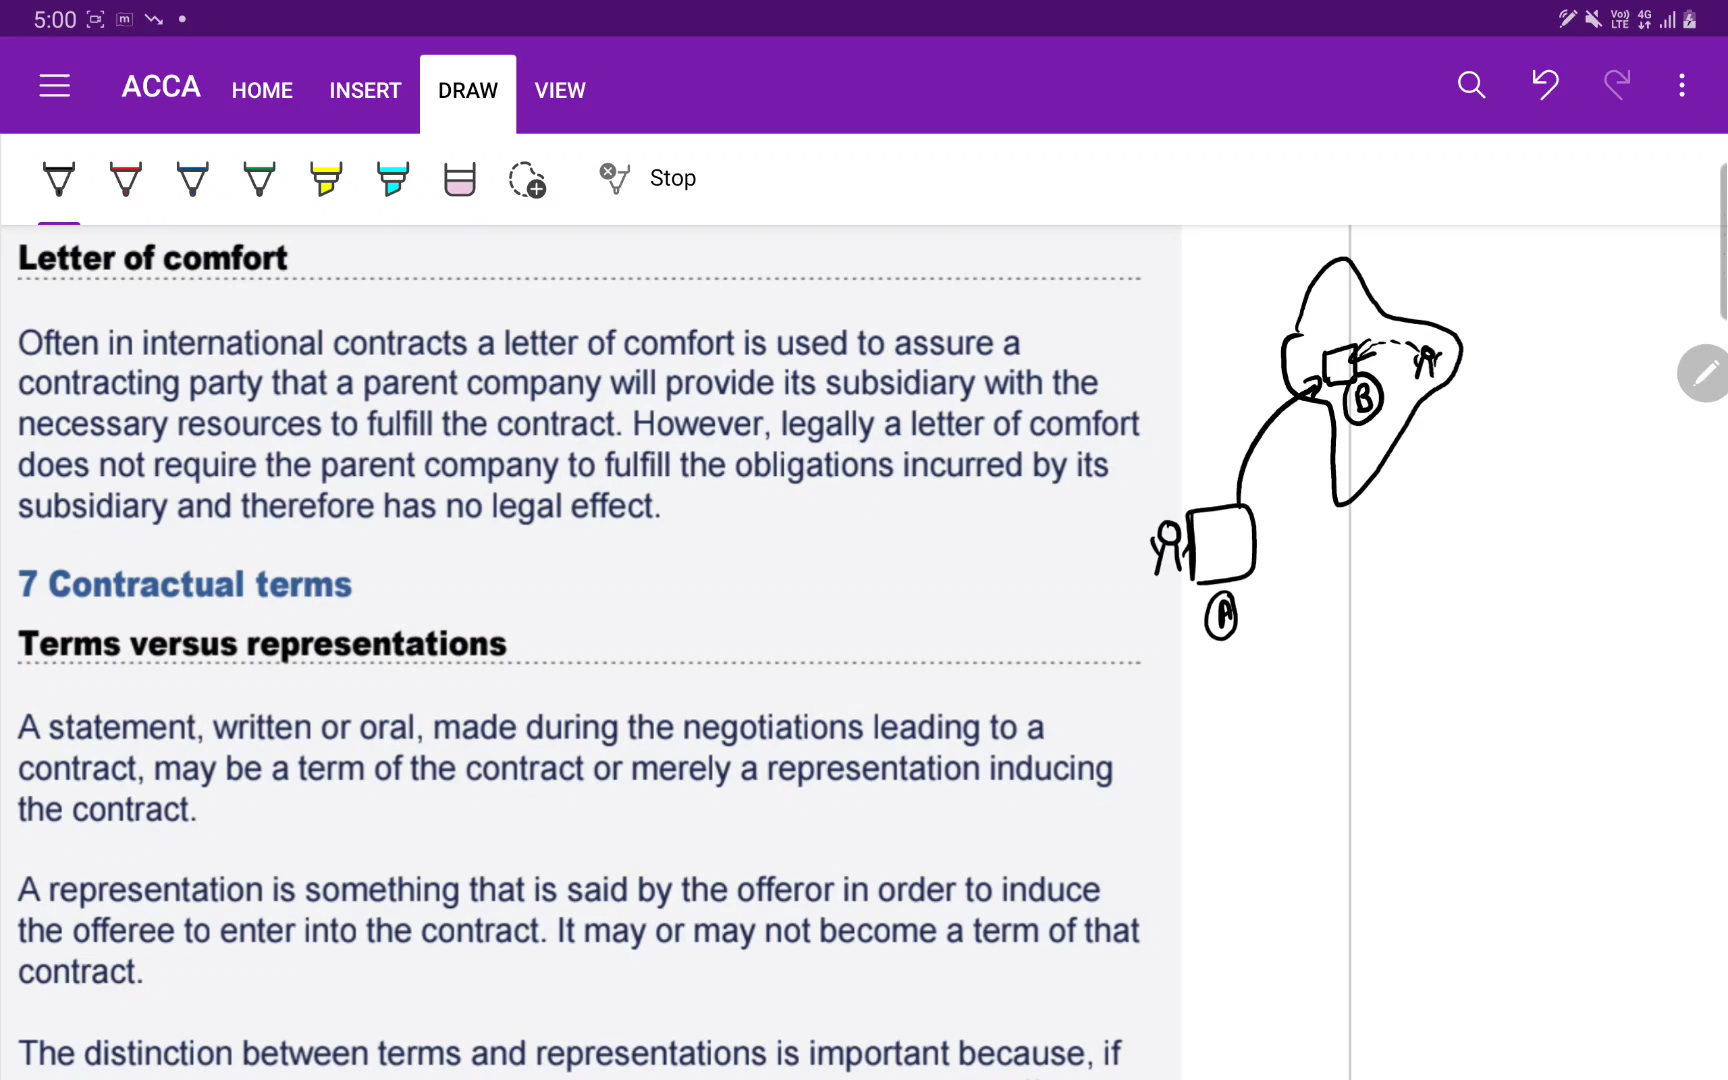 5:00 m Vo)) LTE 4G
ACCA HOME INSERT DRAW VIEW
Stop
Letter of comfort
Often in international contracts a letter of comfort is used to assure a
contracting party that a parent company will provide its subsidiary with the
necessary resources to fulfill the contract. However, legally a letter of comfort
does not require the parent company to fulfill the obligations incurred by its
subsidiary and therefore has no legal effect.
7 Contractual terms
Terms versus representations
A statement, written or oral, made during the negotiations leading to a
contract, may be a term of the contract or merely a representation inducing
the contract.
A representation is something that is said by the offeror in order to induce
the offeree to enter into the contract. It may or may not become a term of that
contract.
The distinction between terms and representations is important because, if
B
A